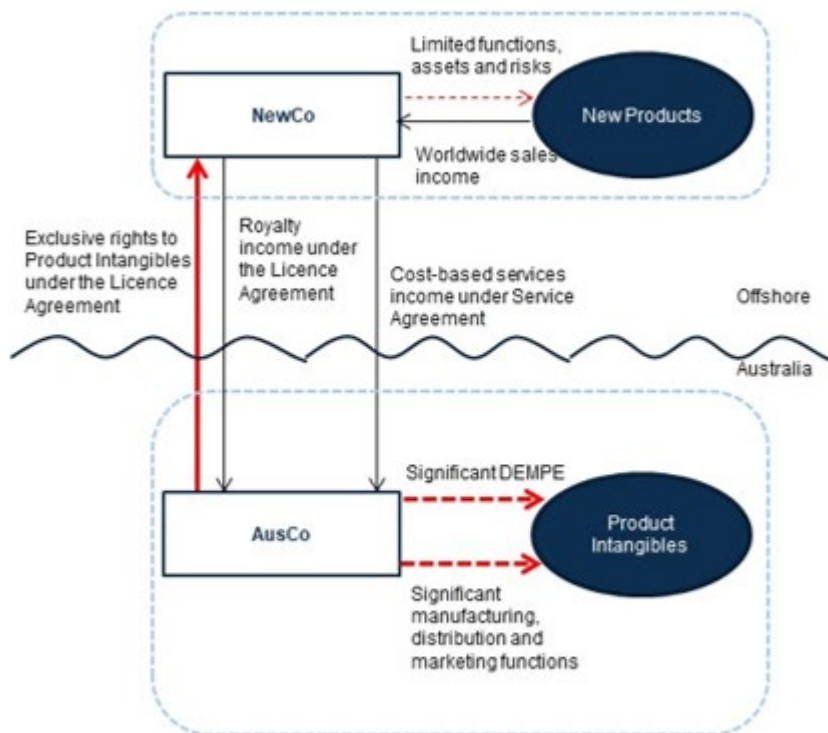 Limited functions,
assets and risks
NewCo
New Products
Worldwide sales
income
Exclusive rights to
Product Intangibles
under the Licence
Agreement
Royalty
income under
the Licence
Agreement
Cost-based services
income under Service
Agreement
Offshore
Australia
Significant DEMPE
AusCo
Product
Intangibles
Significant
manufacturing,
distribution and
marketing functions